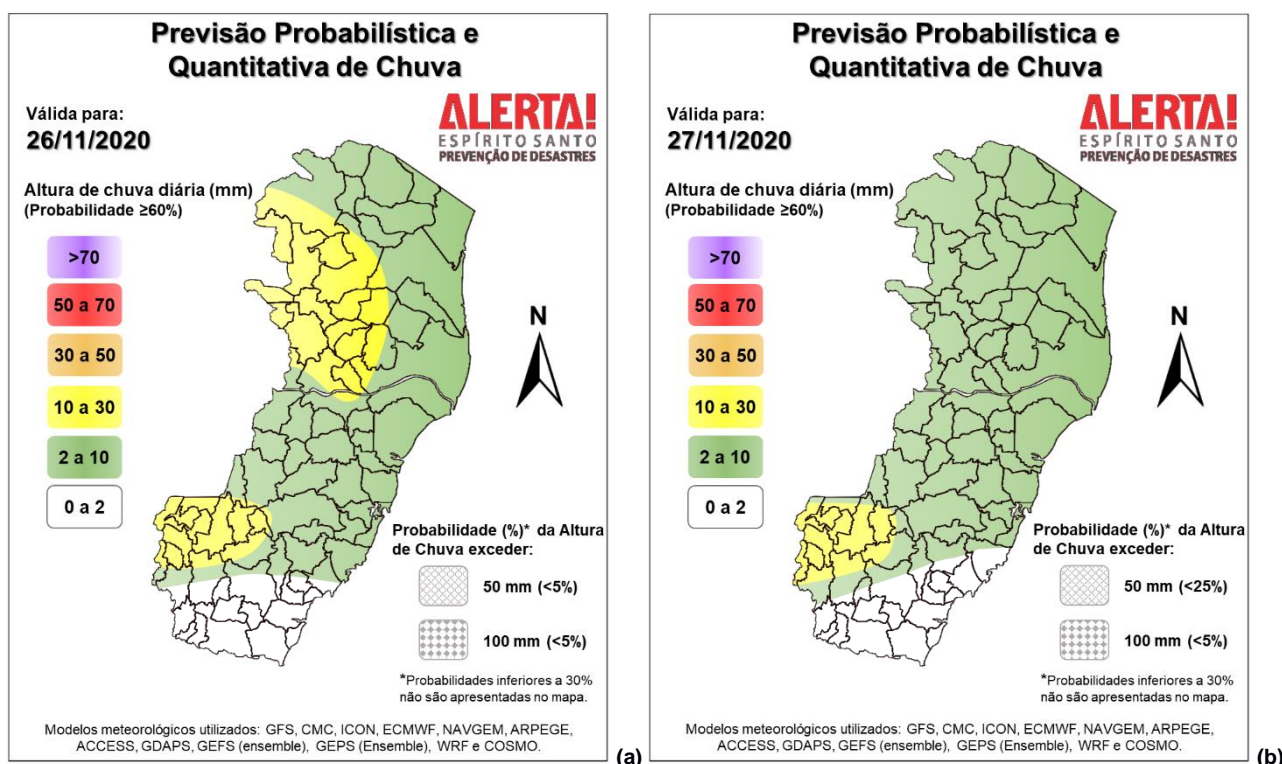 Previsão Probabilística e
Quantitativa de Chuva
Válida para:
26/11/2020
ALERTA!
ESPÍRITO SANTO
PREVENÇÃO DE DESASTRES
Altura de chuva diária (mm)
(Probabilidade ≥60%)
>70
50 a 70
30 a 50
10 a 30
2 a 10
0 a 2
N
Probabilidade (%)* da Altura
de Chuva exceder:
50 mm (<5%)
100 mm (<5%)
*Probabilidades inferiores a 30%
não são apresentadas no mapa.
Modelos meteorológicos utilizados: GFS, CMC, ICON, ECMWF, NAVGEM, ARPEGE,
ACCESS, GDAPS, GEFS (ensemble), GEPS (Ensemble), WRF e COSMO.
(a)
Previsão Probabilística e
Quantitativa de Chuva
Válida para:
27/11/2020
ALERTA!
ESPÍRITO SANTO
PREVENÇÃO DE DESASTRES
Altura de chuva diária (mm)
(Probabilidade ≥60%)
>70
50 a 70
30 a 50
10 a 30
2 a 10
0 a 2
N
Probabilidade (%)* da Altura
de Chuva exceder:
50 mm (<25%)
100 mm (<5%)
*Probabilidades inferiores a 30%
não são apresentadas no mapa.
Modelos meteorológicos utilizados: GFS, CMC, ICON, ECMWF, NAVGEM, ARPEGE,
ACCESS, GDAPS, GEFS (ensemble), GEPS (Ensemble), WRF e COSMO.
(b)